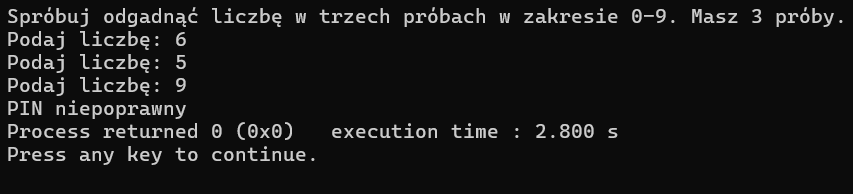 Spróbuj odgadnąć liczbę w trzech próbach w zakresie 0-9. Masz 3 próby.
Podaj liczbę: 6
Podaj liczbę: 5
Podaj liczbę: 9
PIN niepoprawny
Process returned 0 (0x0)   execution time : 2.800 s
Press any key to continue.